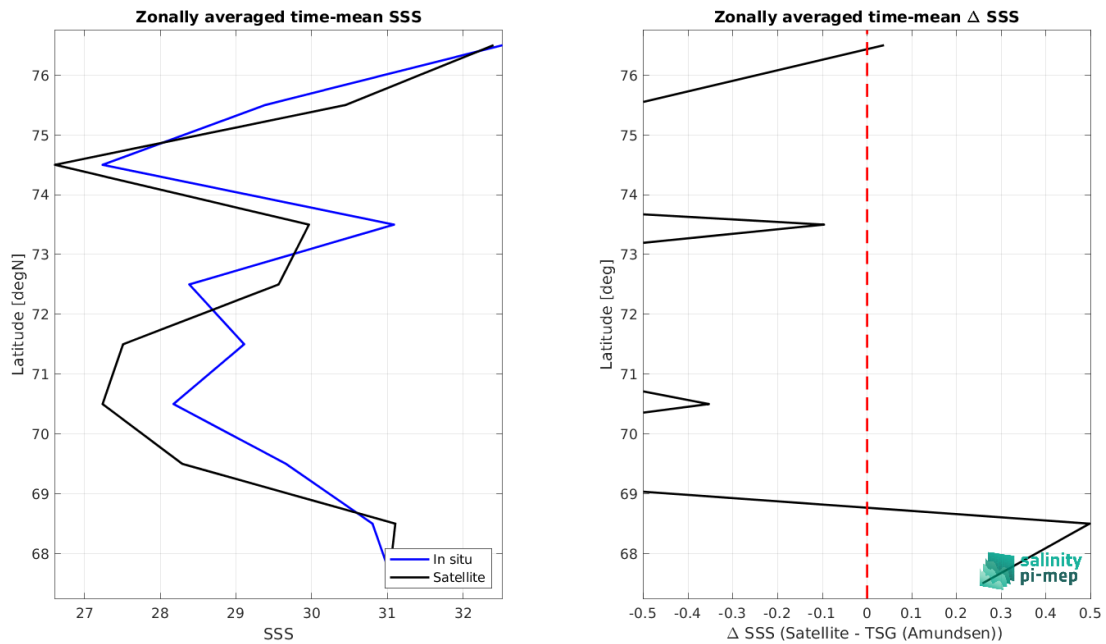 Zonally averaged time-mean SSS
76
75
74
73
72
71
70
69
68
Latitude [degN]
27 28 29 30 31 32
SSS
In situ
Satellite
Zonally averaged time-mean Δ SSS
76
75
74
73
72
71
70
69
68
Latitude [deg]
-0.5 -0.4 -0.3 -0.2 -0.1 0 0.1 0.2 0.3 0.4 0.5
Δ SSS (Satellite - TSG (Amundsen))
salinity
pi-mep